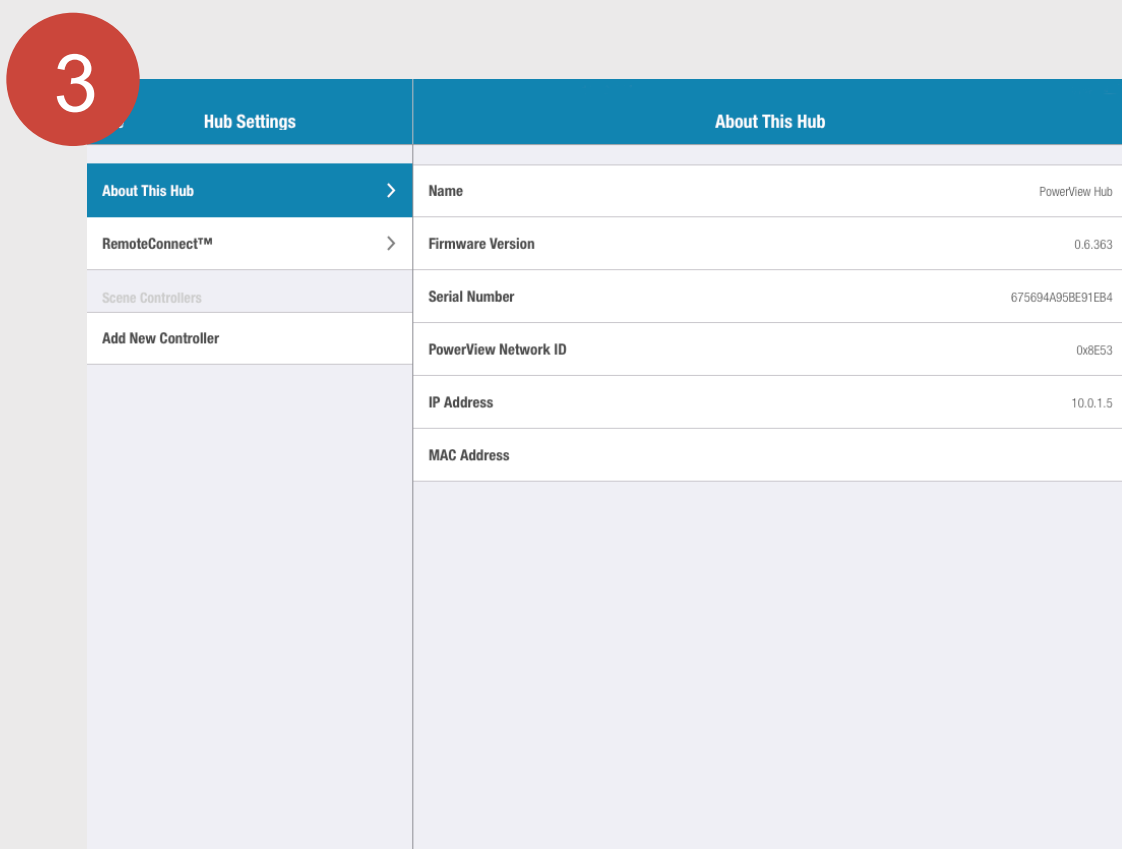 3
Hub Settings
About This Hub
About This Hub
RemoteConnect™
Scene Controllers
Add New Controller
Name PowerView Hub
Firmware Version 0.6.363
Serial Number 675694A95BE91EB4
PowerView Network ID 0x8E53
IP Address 10.0.1.5
MAC Address